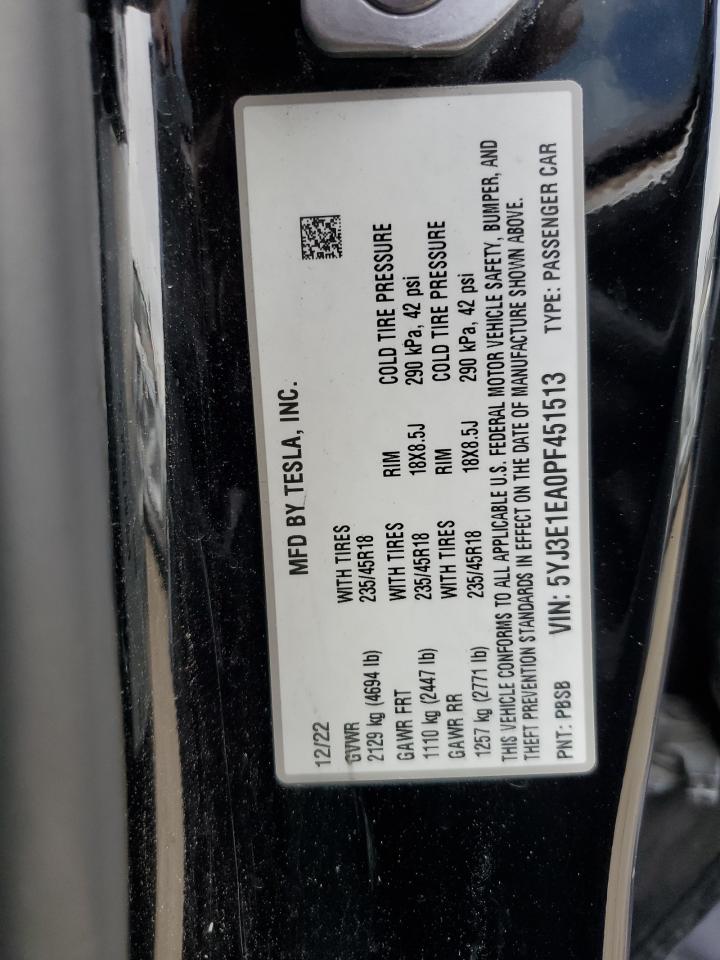 MFD BY TESLA, INC.
12/22
GVWR WITH TIRES
2129 kg (4694 lb) 235/45R18
GAWR FRT WITH TIRES RIM COLD TIRE PRESSURE
1110 kg (2447 lb) 235/45R18 18X8.5J 290 kPa, 42 psi
GAWR RR WITH TIRES RIM COLD TIRE PRESSURE
1257 kg (2771 lb) 235/45R18 18X8.5J 290 kPa, 42 psi
THIS VEHICLE CONFORMS TO ALL APPLICABLE U.S. FEDERAL MOTOR VEHICLE SAFETY, BUMPER, AND
THEFT PREVENTION STANDARDS IN EFFECT ON THE DATE OF MANUFACTURE SHOWN ABOVE.
PNT: PBSB VIN: 5YJ3E1EA0PF451513 TYPE: PASSENGER CAR